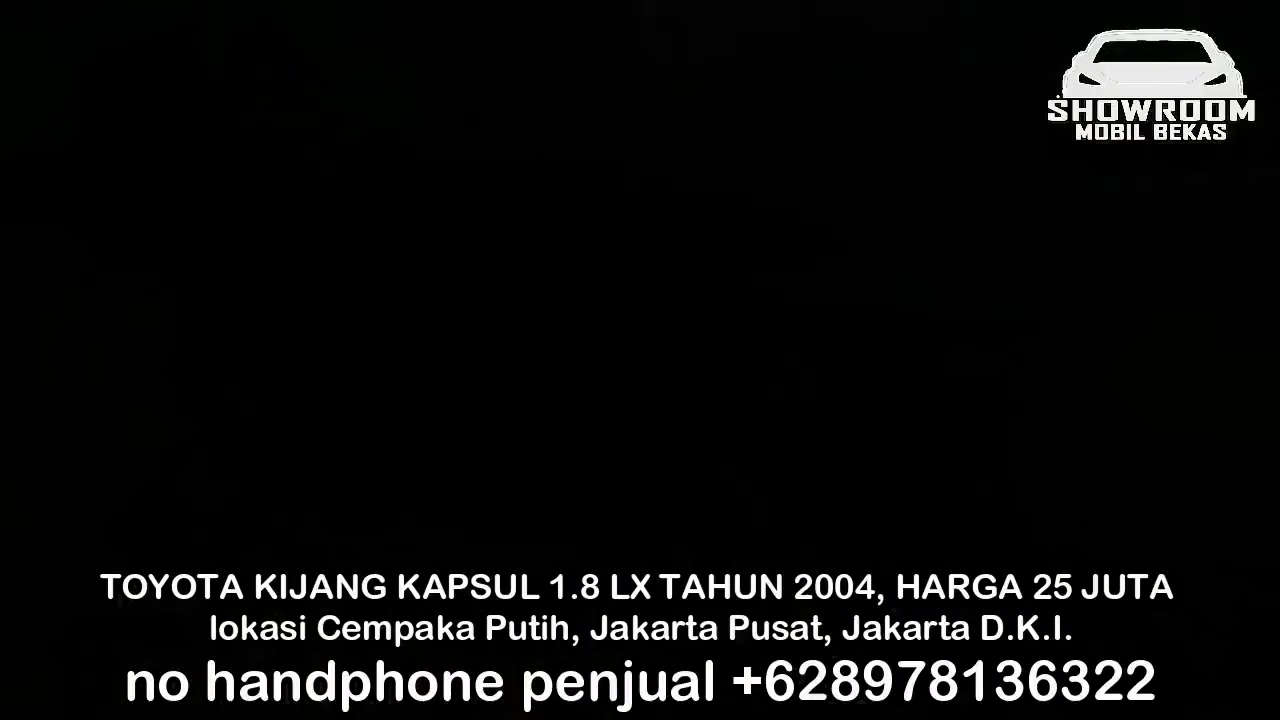 SHOWROOM
MOBIL BEKAS
TOYOTA KIJANG KAPSUL 1.8 LX TAHUN 2004, HARGA 25 JUTA
lokasi Cempaka Putih, Jakarta Pusat, Jakarta D.K.I.
no handphone penjual +628978136322